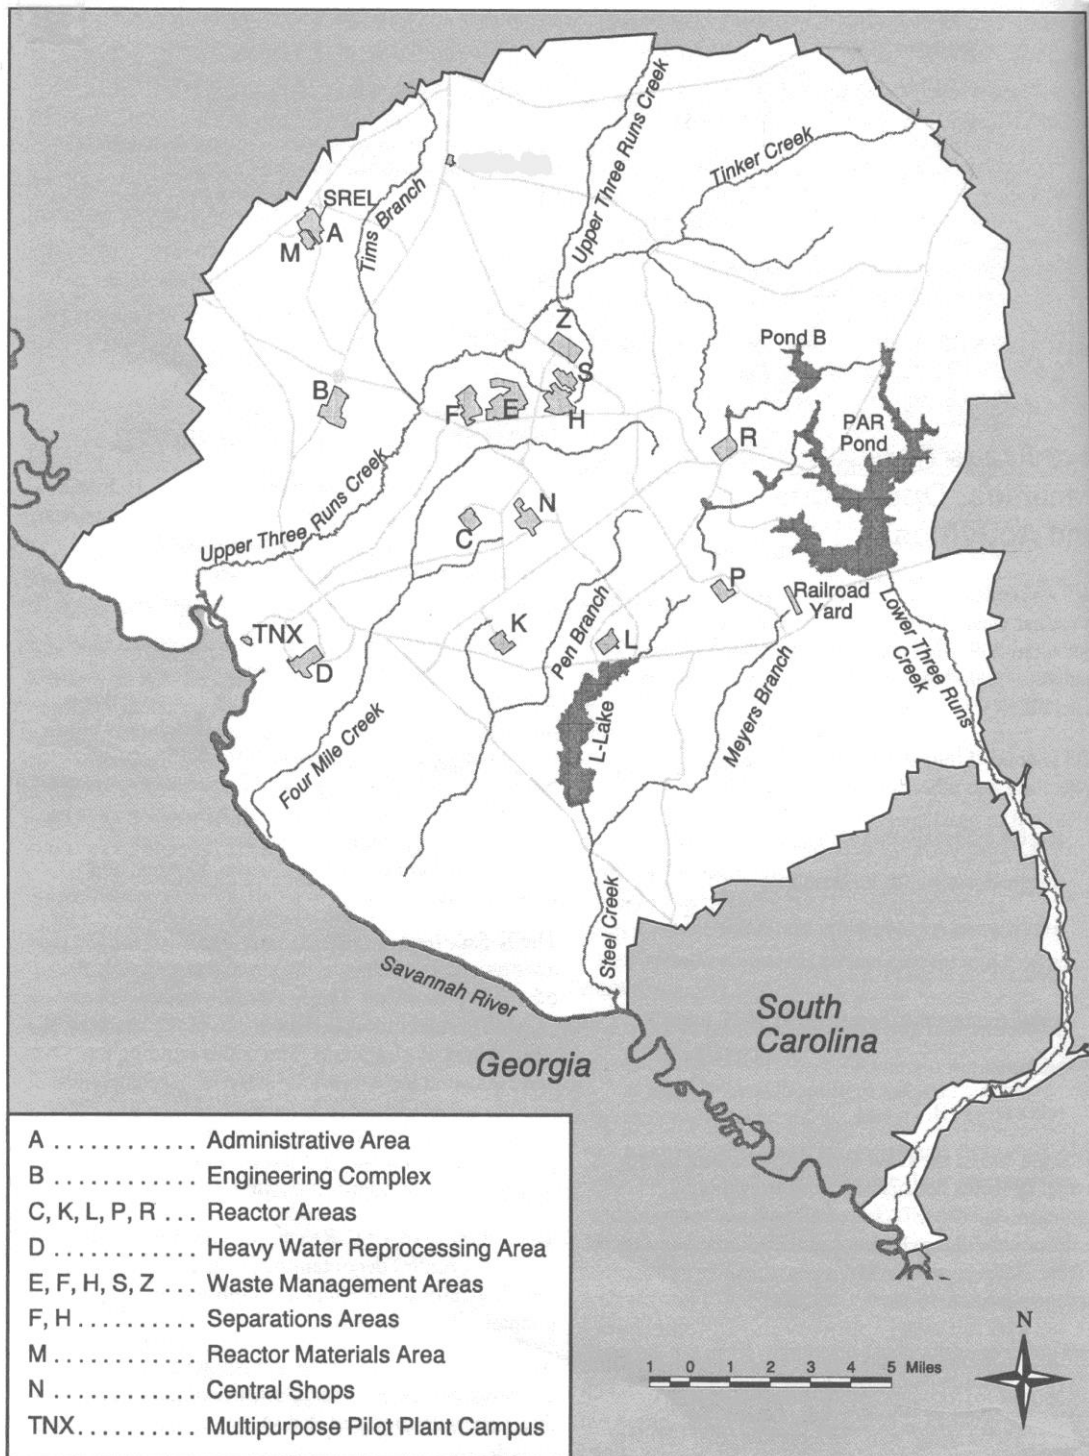 Upper Three Runs Creek
Tinker Creek
Tims Branch
SREL
A
M
Z
Pond B
S
B
F
E
H
PAR
Pond
R
N
C
Upper Three Runs Creek
P
Railroad
Yard
Lower Three Runs
Creek
TNX
D
K
Pen Branch
L
L-Lake
Meyers Branch
Four Mile Creek
Steel Creek
Savannah River
South
Carolina
Georgia
A . . . . . . . . . . . . Administrative Area
B . . . . . . . . . . . . Engineering Complex
C, K, L, P, R . . . Reactor Areas
D . . . . . . . . . . . . Heavy Water Reprocessing Area
E, F, H, S, Z . . . Waste Management Areas
F, H . . . . . . . . . . Separations Areas
M . . . . . . . . . . . . Reactor Materials Area
N . . . . . . . . . . . . Central Shops
TNX . . . . . . . . . . Multipurpose Pilot Plant Campus
N
1 0 1 2 3 4 5 Miles